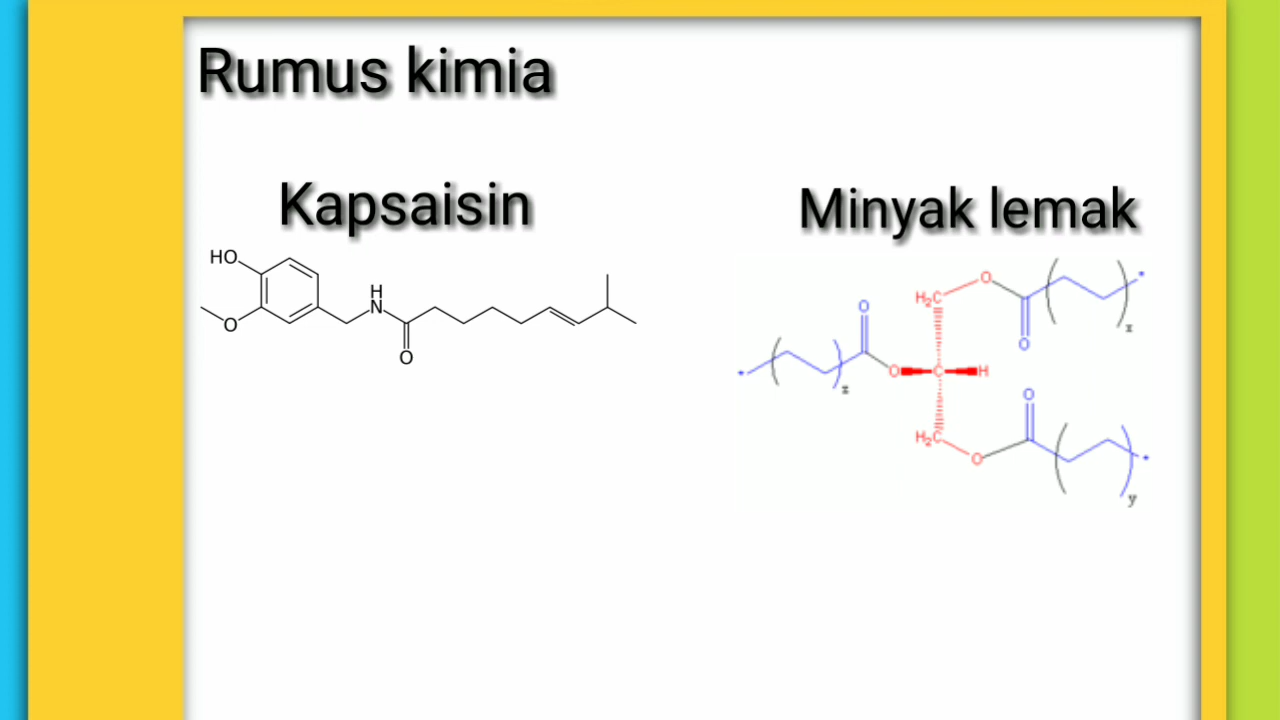 Rumus kimia
Kapsaisin
Minyak lemak
HO
O
H
N
O
H₂C
O
O
x
O
O
C
H
z
H₂C
O
O
y